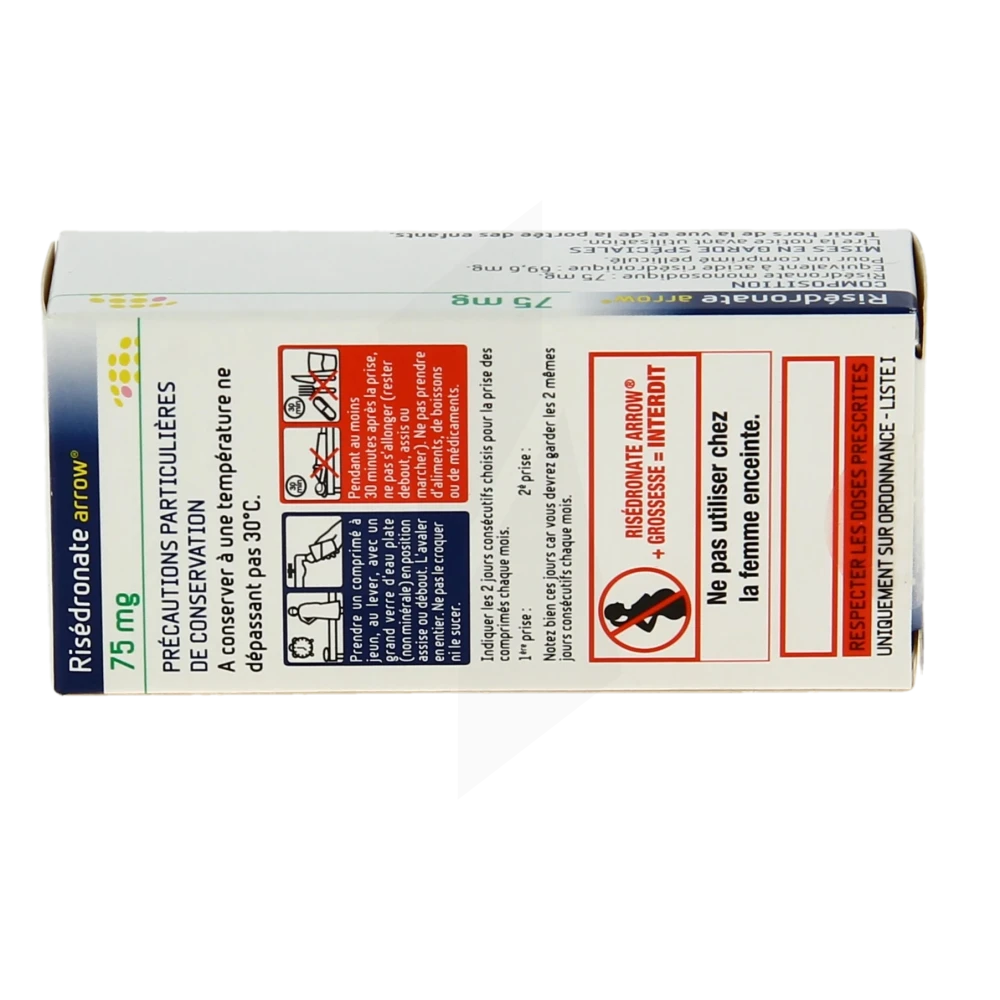 Risédronate arrow®
75 mg
PRÉCAUTIONS PARTICULIÈRES
DE CONSERVATION
A conserver à une température ne
dépassant pas 30°C.
Prendre un comprimé à
jeun, au lever, avec un
grand verre d'eau plate
(non minérale) en position
assise ou débout. L'avaler
en entier. Ne pas le croquer
ni le sucer.
30 min
30 min
Pendant au moins
30 minutes après la prise,
ne pas s'allonger (rester
debout, assis ou
marcher). Ne pas prendre
d'aliments, de boissons
ou de médicaments.
Indiquer les 2 jours consécutifs choisis pour la prise des
comprimés chaque mois.
1ère prise : 2è prise :
Notez bien ces jours car vous devrez garder les 2 mêmes
jours consécutifs chaque mois.
RISÉDRONATE ARROW®
+ GROSSESSE = INTERDIT
Ne pas utiliser chez
la femme enceinte.
RESPECTER LES DOSES PRESCRITES
UNIQUEMENT SUR ORDONNANCE - LISTE I
Risédronate arrow® 75 mg
COMPOSITION
Risédronate monosodique : 75 mg.
Equivalent à acide risédronique : 69,6 mg.
Pour un comprimé pelliculé.
MISES EN GARDE SPÉCIALES
Lire la notice avant utilisation.
Tenir hors de la vue et de la portée des enfants.